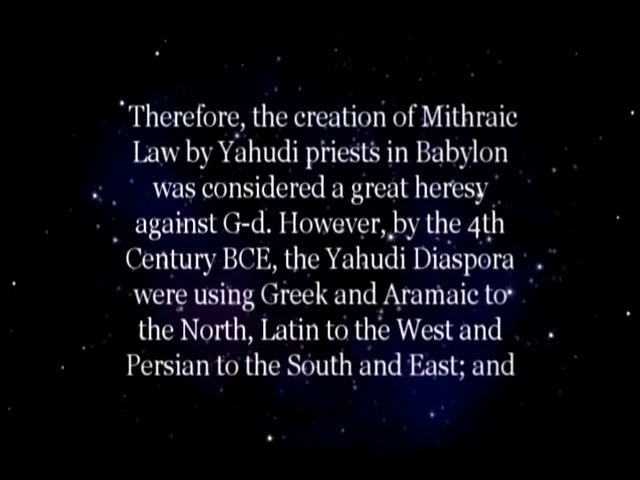 Therefore, the creation of Mithraic
Law by Yahudi priests in Babylon
was considered a great heresy
against G-d. However, by the 4th
Century BCE, the Yahudi Diaspora
were using Greek and Aramaic to
the North, Latin to the West and
Persian to the South and East; and